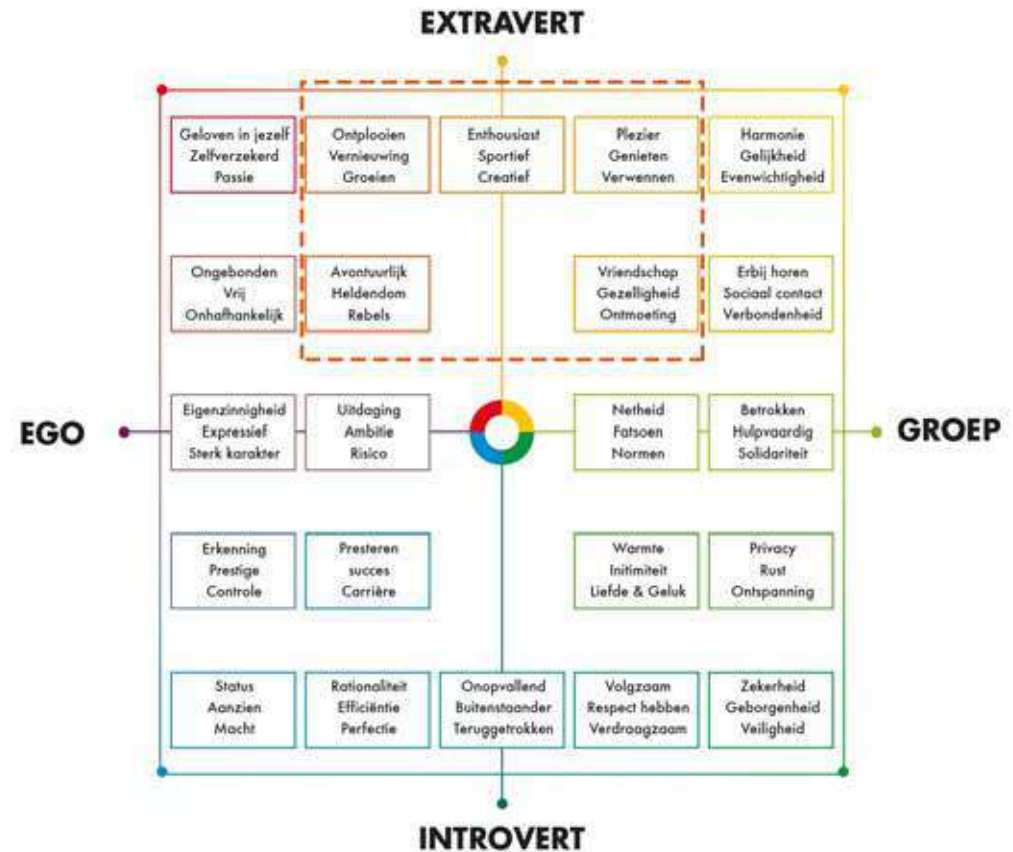 EXTRAVERT
Geloven in jezelf
Zelfverzekerd
Passie
Ontplooien
Vernieuwing
Groeien
Enthousiast
Sportief
Creatief
Plezier
Genieten
Verwennen
Harmonie
Gelijkheid
Evenwichtigheid
Ongebonden
Vrij
Onhafhankelijk
Avontuurlijk
Heldendom
Rebels
Vriendschap
Gezelligheid
Ontmoeting
Erbij horen
Sociaal contact
Verbondenheid
EGO
Eigenzinnigheid
Expressief
Sterk karakter
Uitdaging
Ambitie
Risico
Netheid
Fatsoen
Normen
Betrokken
Hulpvaardig
Solidariteit
GROEP
Erkenning
Prestige
Controle
Presteren
succes
Carrière
Warmte
Initimiteit
Liefde & Geluk
Privacy
Rust
Ontspanning
Status
Aanzien
Macht
Rationaliteit
Efficiëntie
Perfectie
Onopvallend
Buitenstaander
Teruggetrokken
Volgzaam
Respect hebben
Verdraagzaam
Zekerheid
Geborgenheid
Veiligheid
INTROVERT